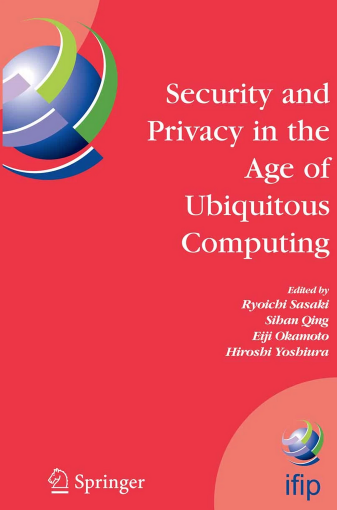 Security and
Privacy in the
Age of
Ubiquitous
Computing
Edited by
Ryoichi Sasaki
Sihan Qing
Eiji Okamoto
Hiroshi Yoshiura
Springer
ifip